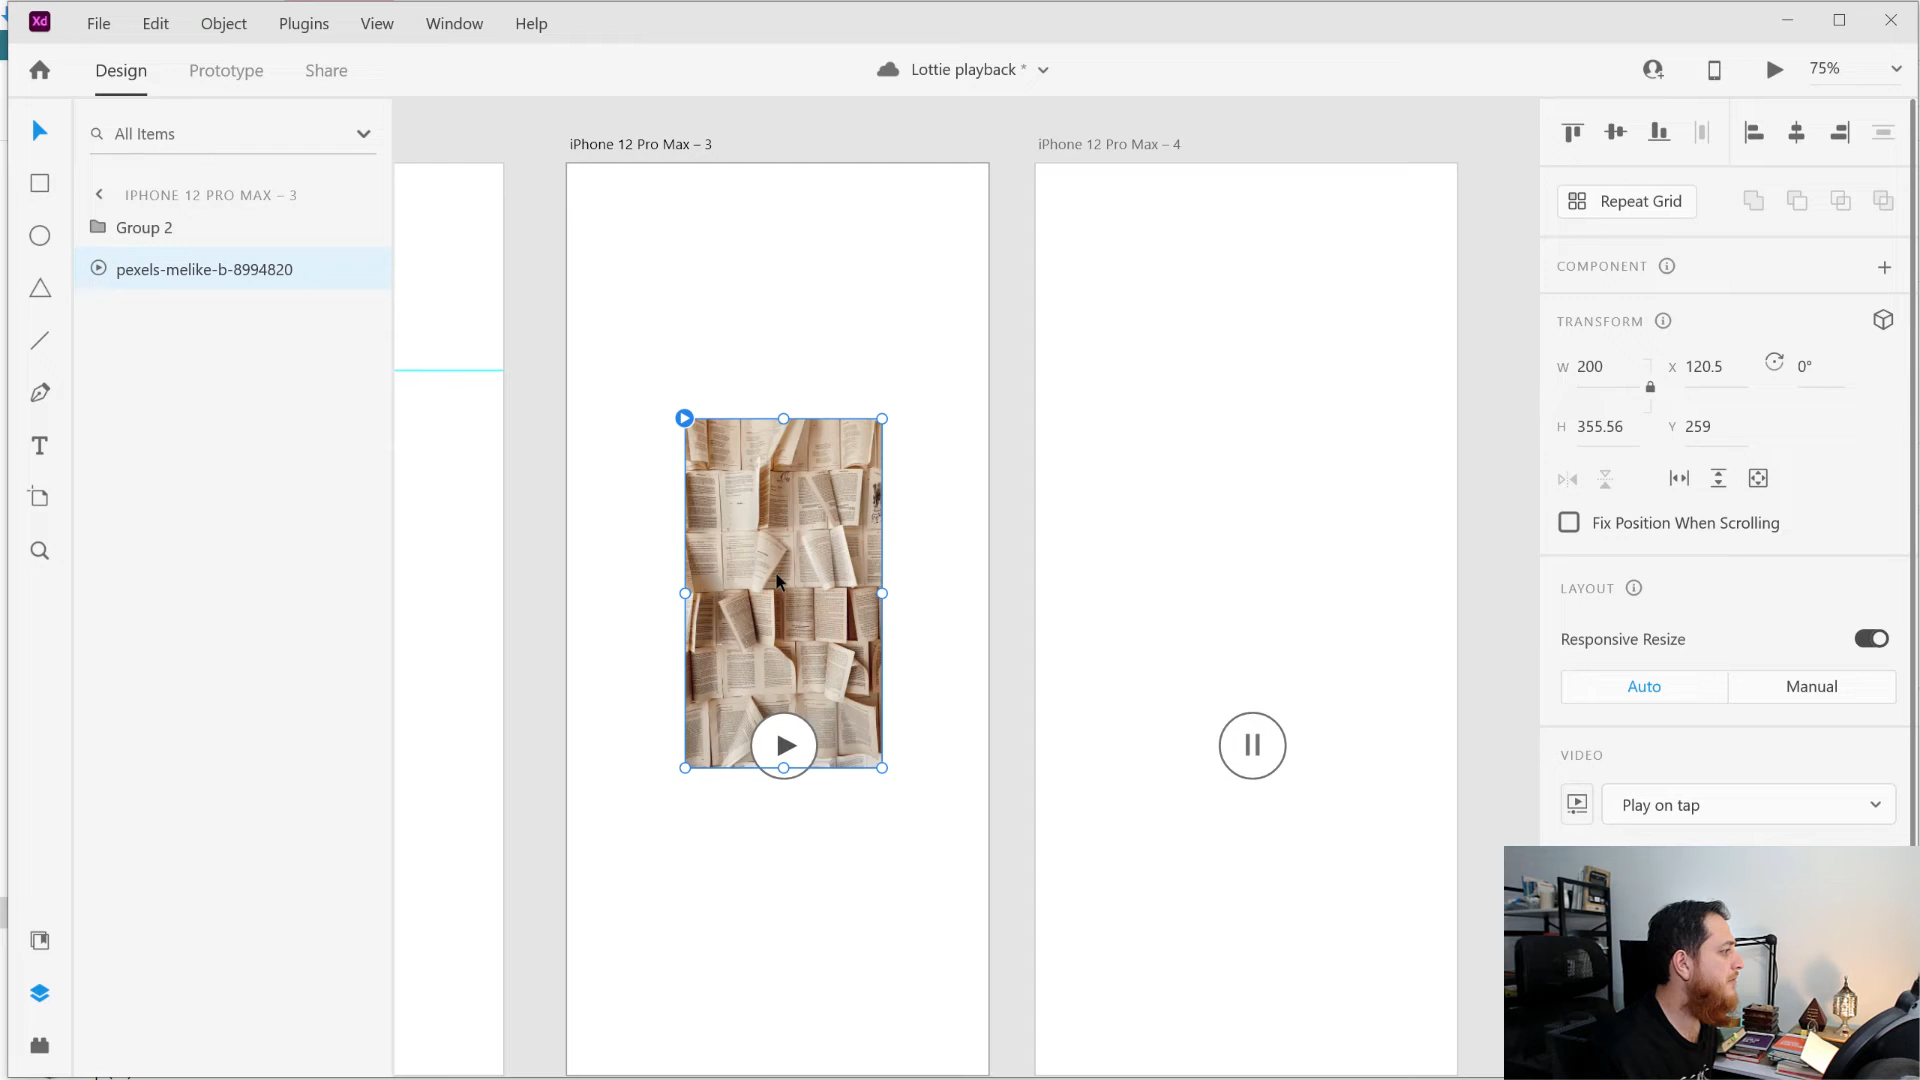 Xd File Edit Object Plugins View Window Help
Design Prototype Share Lottie playback * 75%
All Items
IPHONE 12 PRO MAX – 3
Group 2
pexels-melike-b-8994820
iPhone 12 Pro Max – 3
iPhone 12 Pro Max – 4
Repeat Grid
COMPONENT
TRANSFORM
W 200 X 120.5 0°
H 355.56 Y 259
Fix Position When Scrolling
LAYOUT
Responsive Resize
Auto Manual
VIDEO
Play on tap